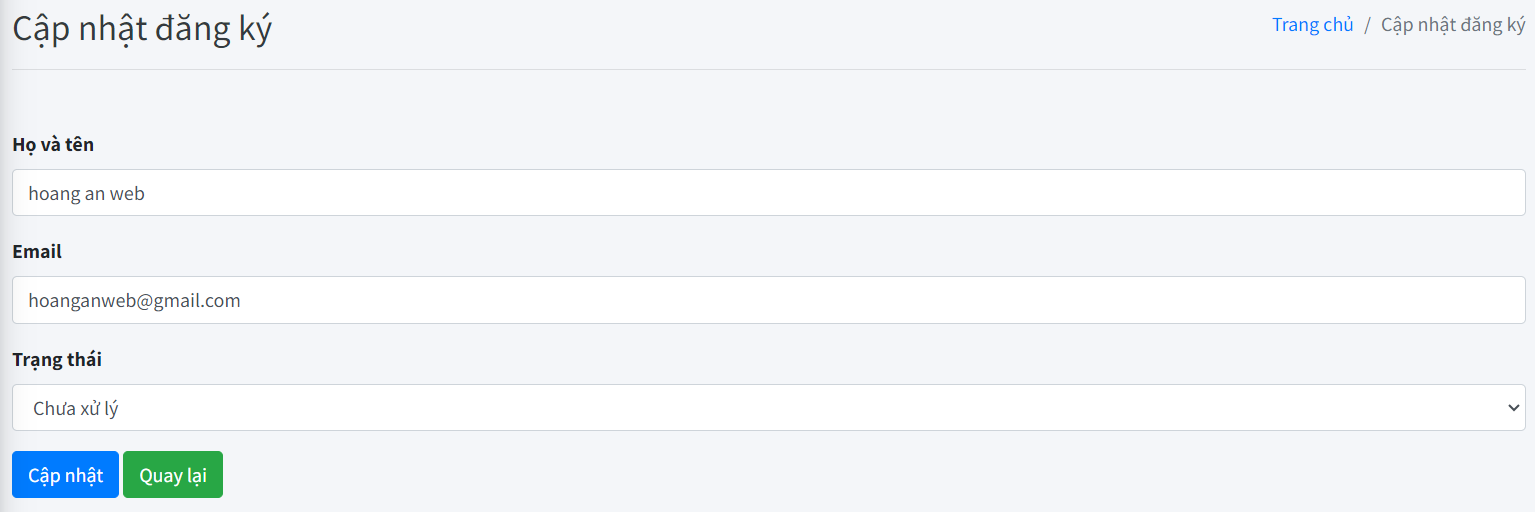 Cập nhật đăng ký
Trang chủ / Cập nhật đăng ký
Họ và tên
hoang an web
Email
hoanganweb@gmail.com
Trạng thái
Chưa xử lý
Cập nhật Quay lại